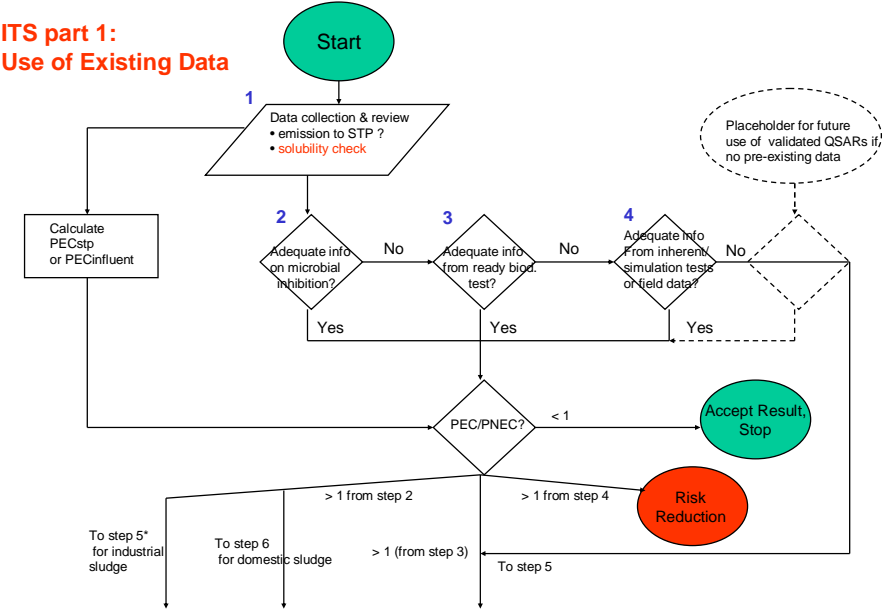 ITS part 1:
Use of Existing Data
Start
1
Data collection & review
• emission to STP ?
• solubility check
Placeholder for future
use of validated QSARs if
no pre-existing data
Calculate
PECstp
or PECinfluent
2
Adequate info
on microbial
inhibition?
No
3
Adequate info
from ready biod.
test?
No
4
Adequate info
From inherent/
simulation tests
or field data?
No
Yes
Yes
Yes
PEC/PNEC?
< 1
Accept Result,
Stop
> 1 from step 2
> 1 from step 4
Risk
Reduction
To step 5*
for industrial
sludge
To step 6
for domestic sludge
> 1 (from step 3)
To step 5